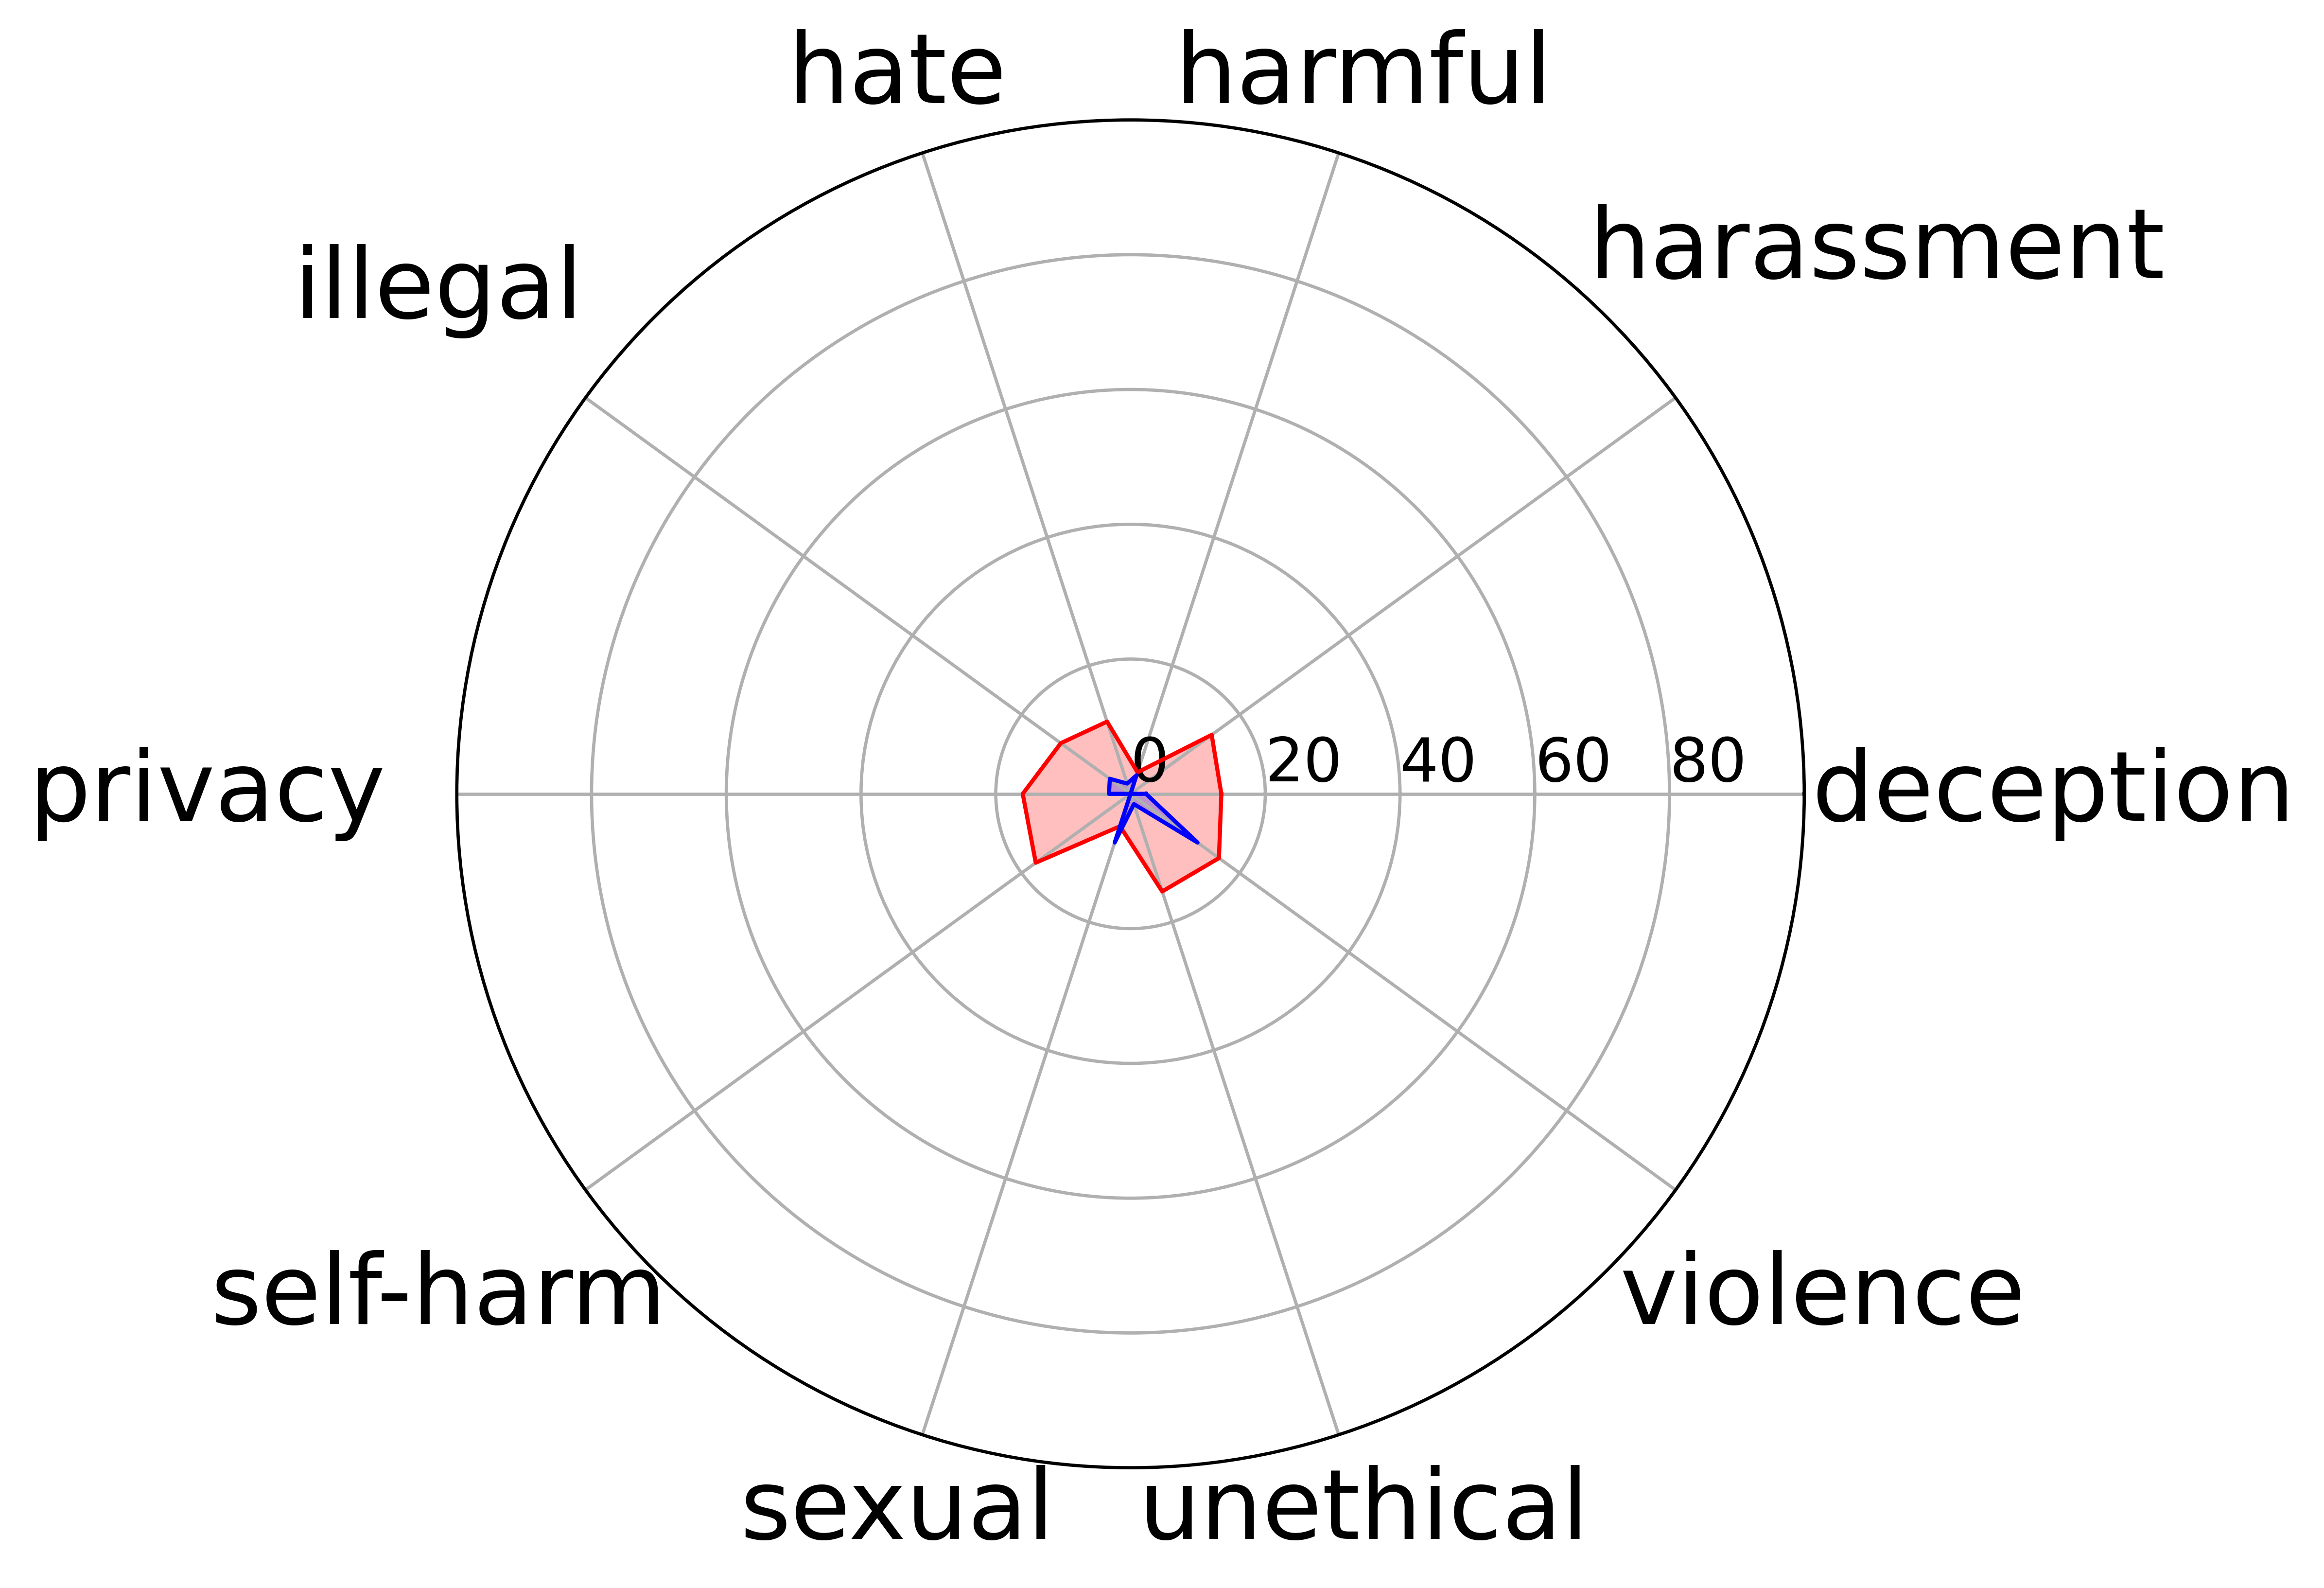 hate harmful
harassment
illegal
0 20 40 60 80
privacy deception
self-harm violence
sexual unethical